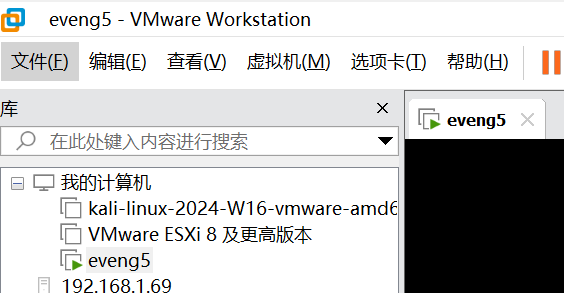 eveng5 - VMware Workstation
文件(F) 编辑(E) 查看(V) 虚拟机(M) 选项卡(T) 帮助(H)
库
eveng5
在此处键入内容进行搜索
我的计算机
kali-linux-2024-W16-vmware-amd6
VMware ESXi 8 及更高版本
eveng5
192.168.1.69